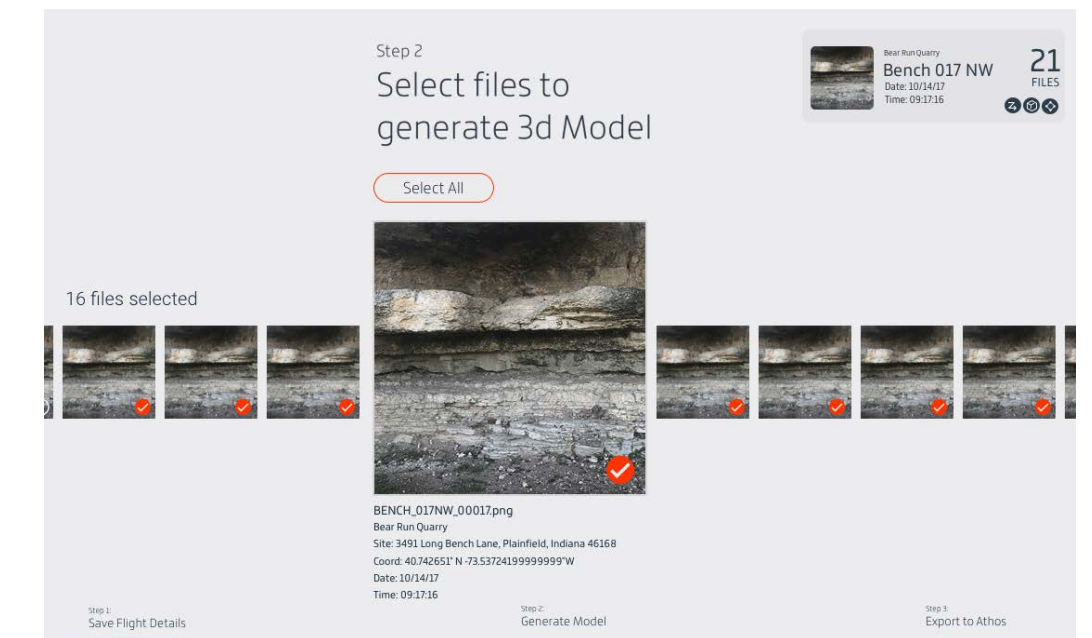 Step 2
Select files to
generate 3d Model
Bear Run Quarry
Bench 017 NW
Date: 10/14/17
Time: 09:17:16
21
FILES
Select All
16 files selected
BENCH_017NW_00017.png
Bear Run Quarry
Site: 3491 Long Bench Lane, Plainfield, Indiana 46168
Coord: 40.742651° N -73.53724199999999°W
Date: 10/14/17
Time: 09:17:16
Step 1:
Save Flight Details
Step 2:
Generate Model
Step 3:
Export to Athos